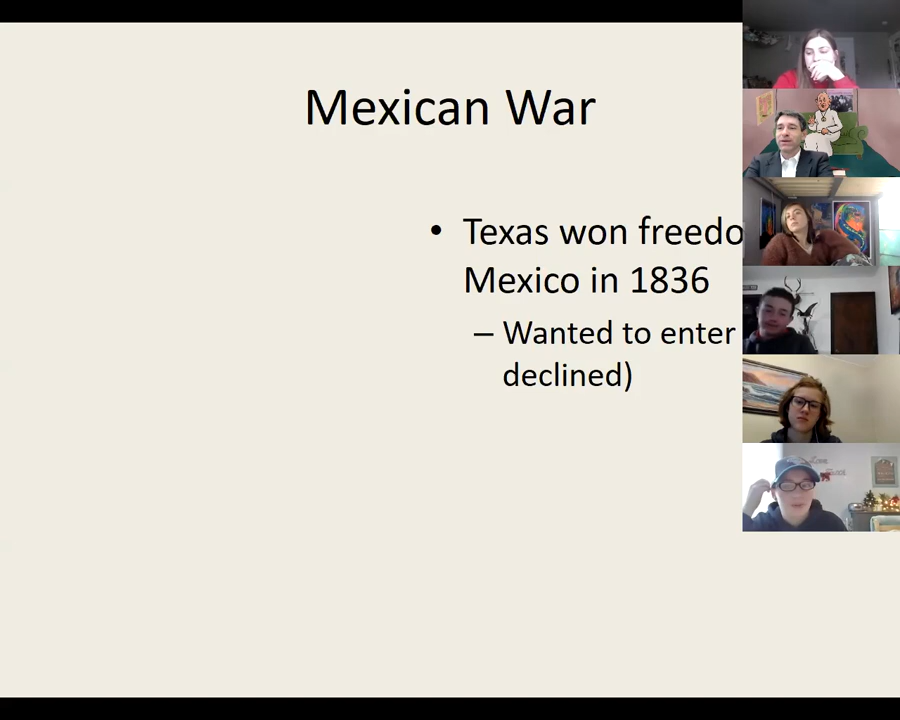 Mexican War
• Texas won freedo
Mexico in 1836
– Wanted to enter
declined)